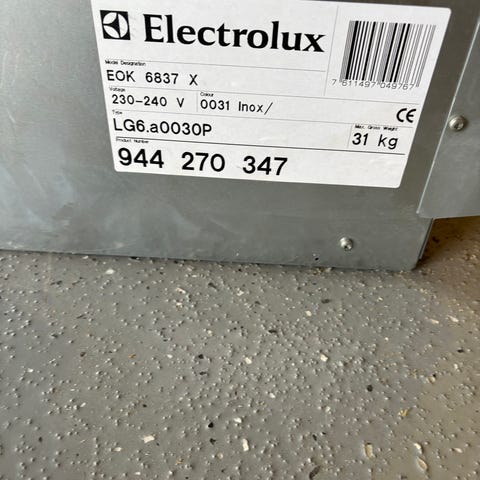 Electrolux
Model Designation
EOK 6837 X
Voltage Colour
230-240 V 0031 Inox/
Type
LG6.a0030P
Max. Gross Weight
31 kg
Product Number
944 270 347
7 611497 049767
CE